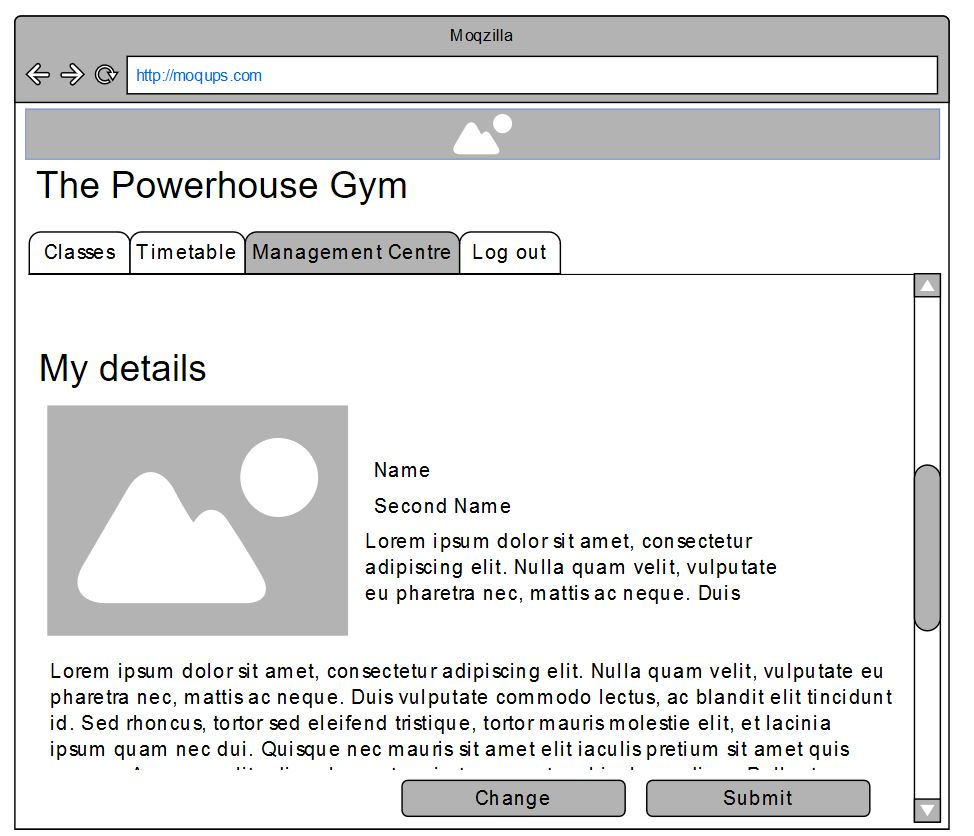 Moqzilla
http://moqups.com
The Powerhouse Gym
Classes Timetable Management Centre Log out
My details
Name
Second Name
Lorem ipsum dolor sit amet, consectetur
adipiscing elit. Nulla quam velit, vulputate
eu pharetra nec, mattis ac neque. Duis
Lorem ipsum dolor sit amet, consectetur adipiscing elit. Nulla quam velit, vulputate eu
pharetra nec, mattis ac neque. Duis vulputate commodo lectus, ac blandit elit tincidunt
id. Sed rhoncus, tortor sed eleifend tristique, tortor mauris molestie elit, et lacinia
ipsum quam nec dui. Quisque nec mauris sit amet elit iaculis pretium sit amet quis
Change Submit